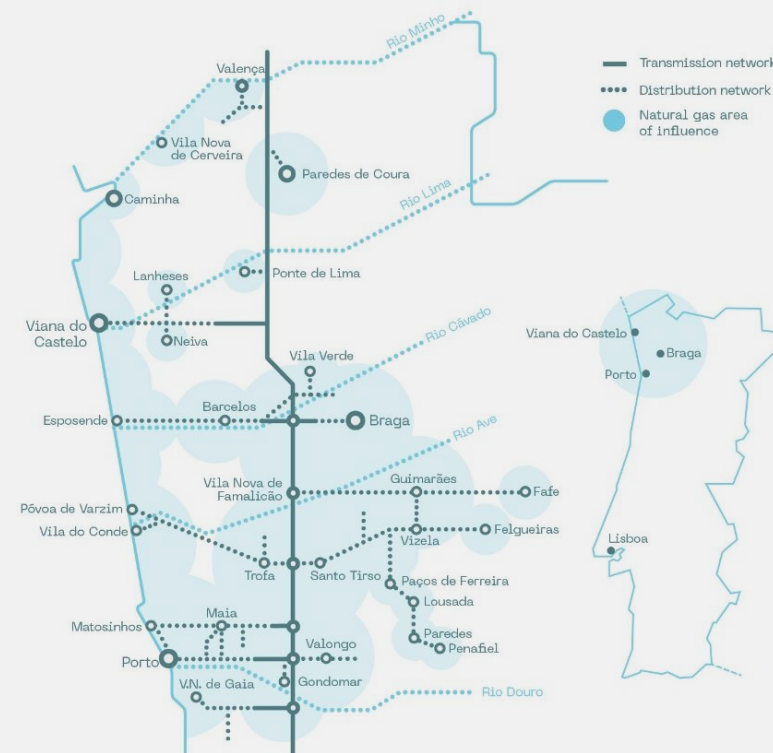 Rio Minho
Valença
Transmission network
Distribution network
Natural gas area
of influence
Vila Nova
de Cerveira
Paredes de Coura
Caminha
Rio Lima
Lanheses
Ponte de Lima
Viana do
Castelo
Neiva
Rio Câvado
Vila Verde
Viana do Castelo
Braga
Porto
Esposende
Barcelos
Braga
Rio Ave
Vila Nova de
Famalicão
Guimarães
Fafe
Póvoa de Varzim
Vila do Conde
Vizela
Felgueiras
Lisboa
Trofa
Santo Tirso
Paços de Ferreira
Lousada
Matosinhos
Maia
Paredes
Penafiel
Porto
Valongo
V.N. de Gaia
Gondomar
Rio Douro